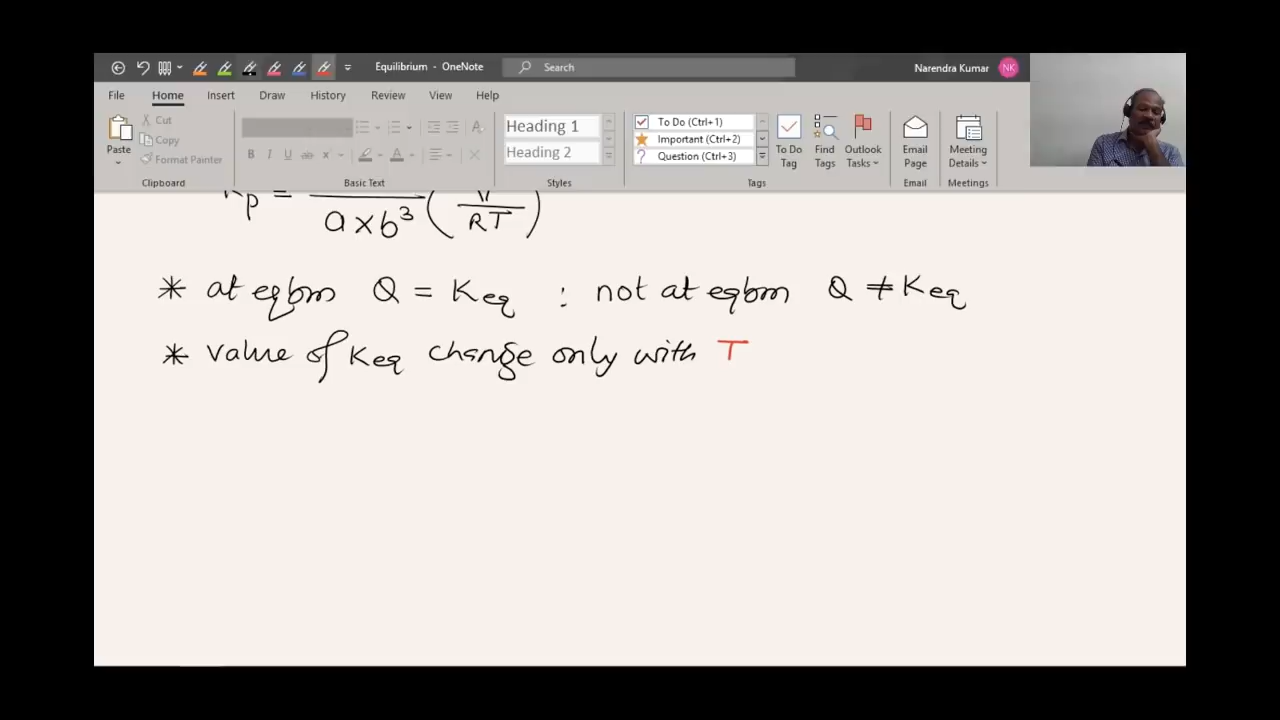 Equilibrium - OneNote
Search
Narendra Kumar
NK
File Home Insert Draw History Review View Help
Paste
Cut
Copy
Format Painter
Clipboard
B I U ab x A
Basic Text
Heading 1
Heading 2
Styles
To Do (Ctrl+1)
Important (Ctrl+2)
? Question (Ctrl+3)
To Do Tag
Find Tags
Outlook Tasks
Tags
Email Page
Email
Meeting Details
Meetings
Kp =
a x b³ ( / RT )
* at eqbm Q = Keq : not at eqbm Q ≠ Keq
* value of Keq change only with T